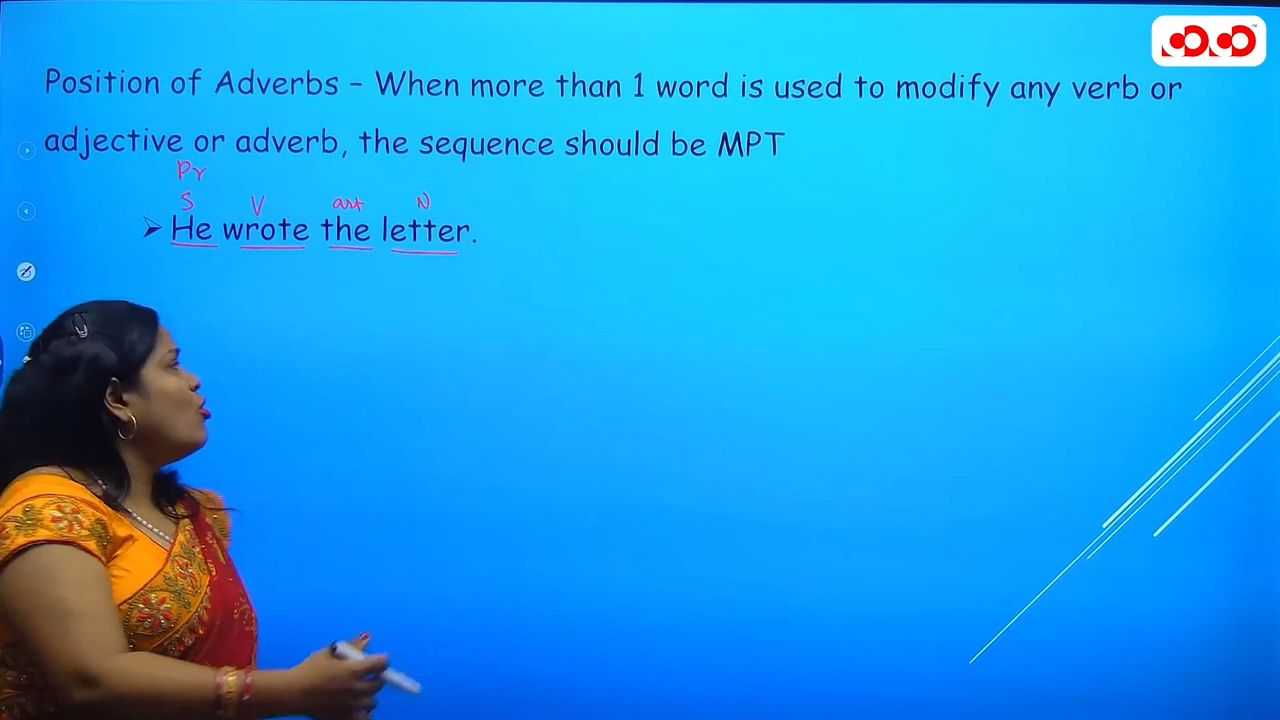 Position of Adverbs – When more than 1 word is used to modify any verb or
adjective or adverb, the sequence should be MPT
Pr
S V art N
➢ He wrote the letter.